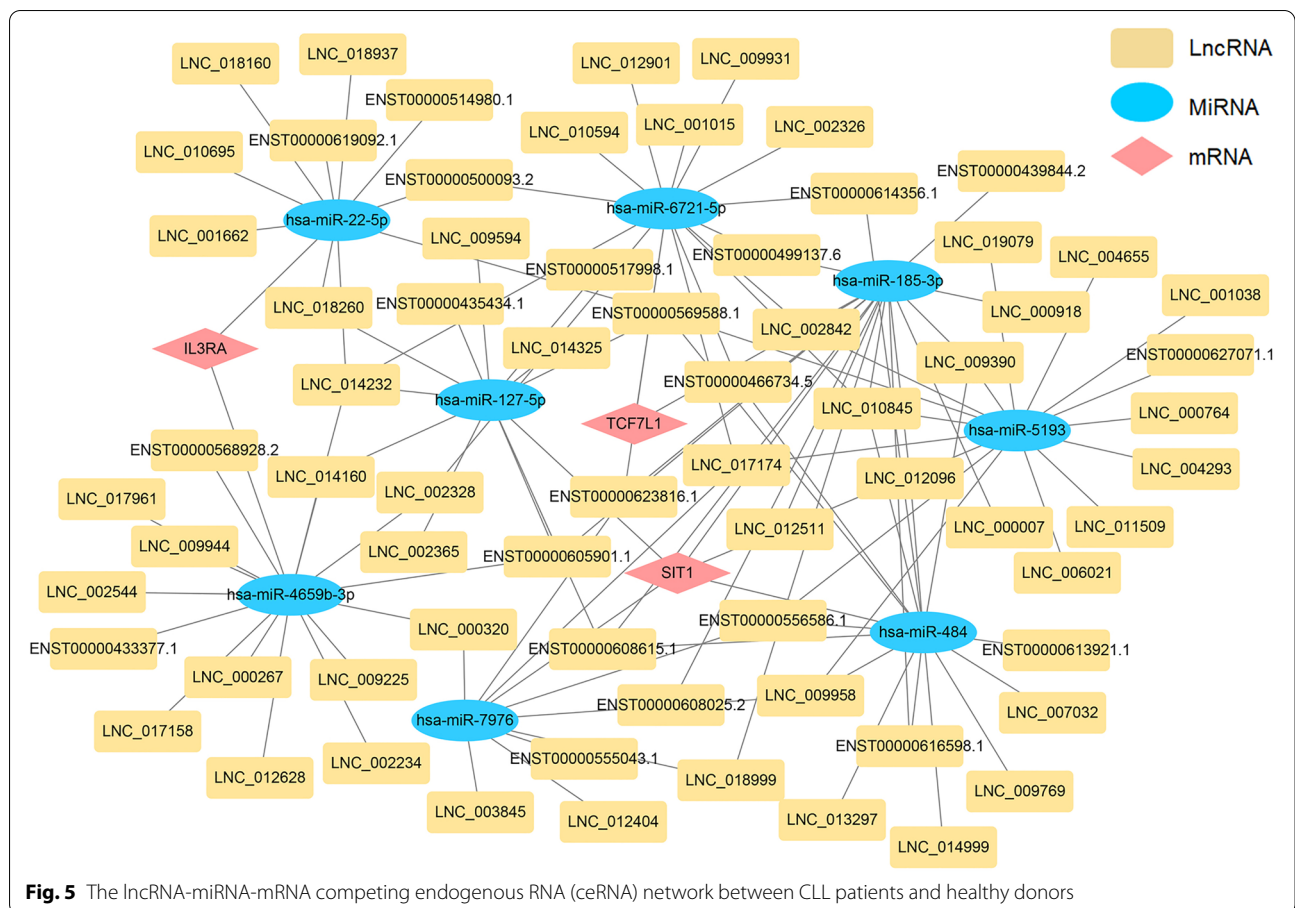 LNC_018160
LNC_018937
ENST00000514980.1
ENST00000619092.1
LNC_010695
ENST00000500093.2
hsa-miR-22-5p
LNC_001662
LNC_009594
LNC_012901
LNC_009931
LNC_010594
LNC_001015
LNC_002326
hsa-miR-6721-5p
ENST00000614356.1
ENST00000439844.2
LncRNA
MiRNA
mRNA
ENST00000499137.6
LNC_019079
LNC_004655
ENST00000517998.1
hsa-miR-185-3p
LNC_001038
LNC_018260
ENST00000435434.1
ENST00000569588.1
LNC_002842
LNC_000918
IL3RA
LNC_014325
LNC_009390
ENST00000627071.1
LNC_014232
hsa-miR-127-5p
ENST00000466734.5
LNC_010845
LNC_000764
TCF7L1
hsa-miR-5193
ENST00000568928.2
LNC_014160
LNC_017174
LNC_004293
LNC_017961
LNC_002328
ENST00000623816.1
LNC_012096
LNC_009944
LNC_002365
ENST00000605901.1
LNC_012511
LNC_000007
LNC_011509
LNC_002544
hsa-miR-4659b-3p
SIT1
LNC_006021
ENST00000433377.1
LNC_000320
ENST00000608615.1
ENST00000556586.1
hsa-miR-484
ENST00000613921.1
LNC_000267
LNC_009225
ENST00000608025.2
LNC_009958
LNC_007032
LNC_017158
hsa-miR-7976
LNC_012628
LNC_002234
ENST00000555043.1
LNC_018999
ENST00000616598.1
LNC_009769
LNC_003845
LNC_012404
LNC_013297
LNC_014999
Fig. 5 The lncRNA-miRNA-mRNA competing endogenous RNA (ceRNA) network between CLL patients and healthy donors